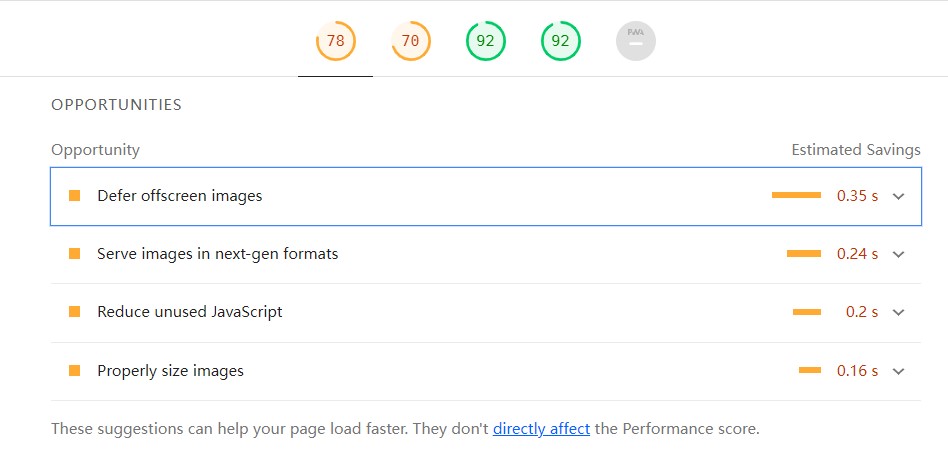 78 70 92 92 PWA
OPPORTUNITIES
Opportunity Estimated Savings
Defer offscreen images 0.35 s
Serve images in next-gen formats 0.24 s
Reduce unused JavaScript 0.2 s
Properly size images 0.16 s
These suggestions can help your page load faster. They don't directly affect the Performance score.